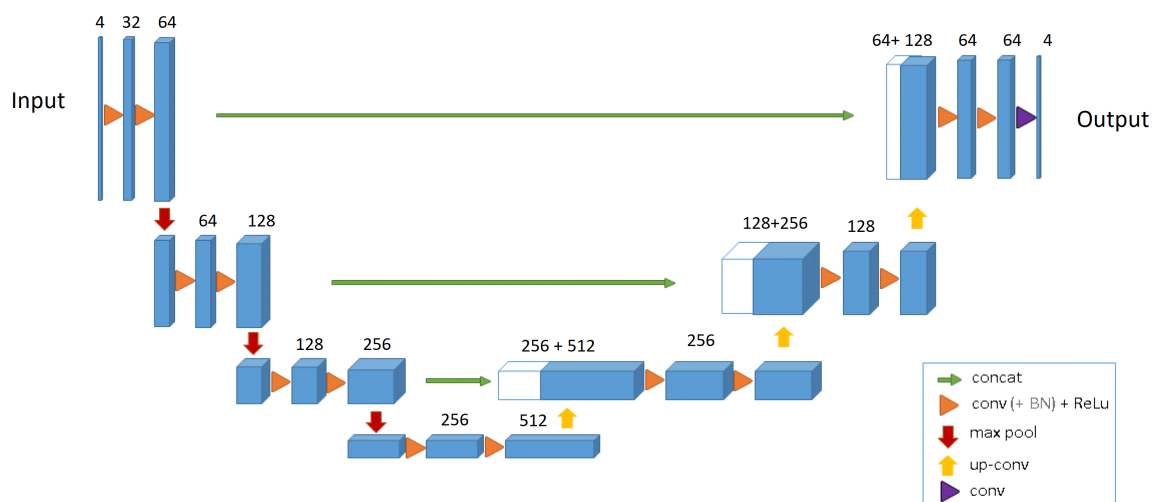 4 32 64
64+ 128 64 64 4
Input
Output
64 128
128+256 128
128 256
256 + 512 256
256 512
concat
conv (+ BN) + ReLu
max pool
up-conv
conv